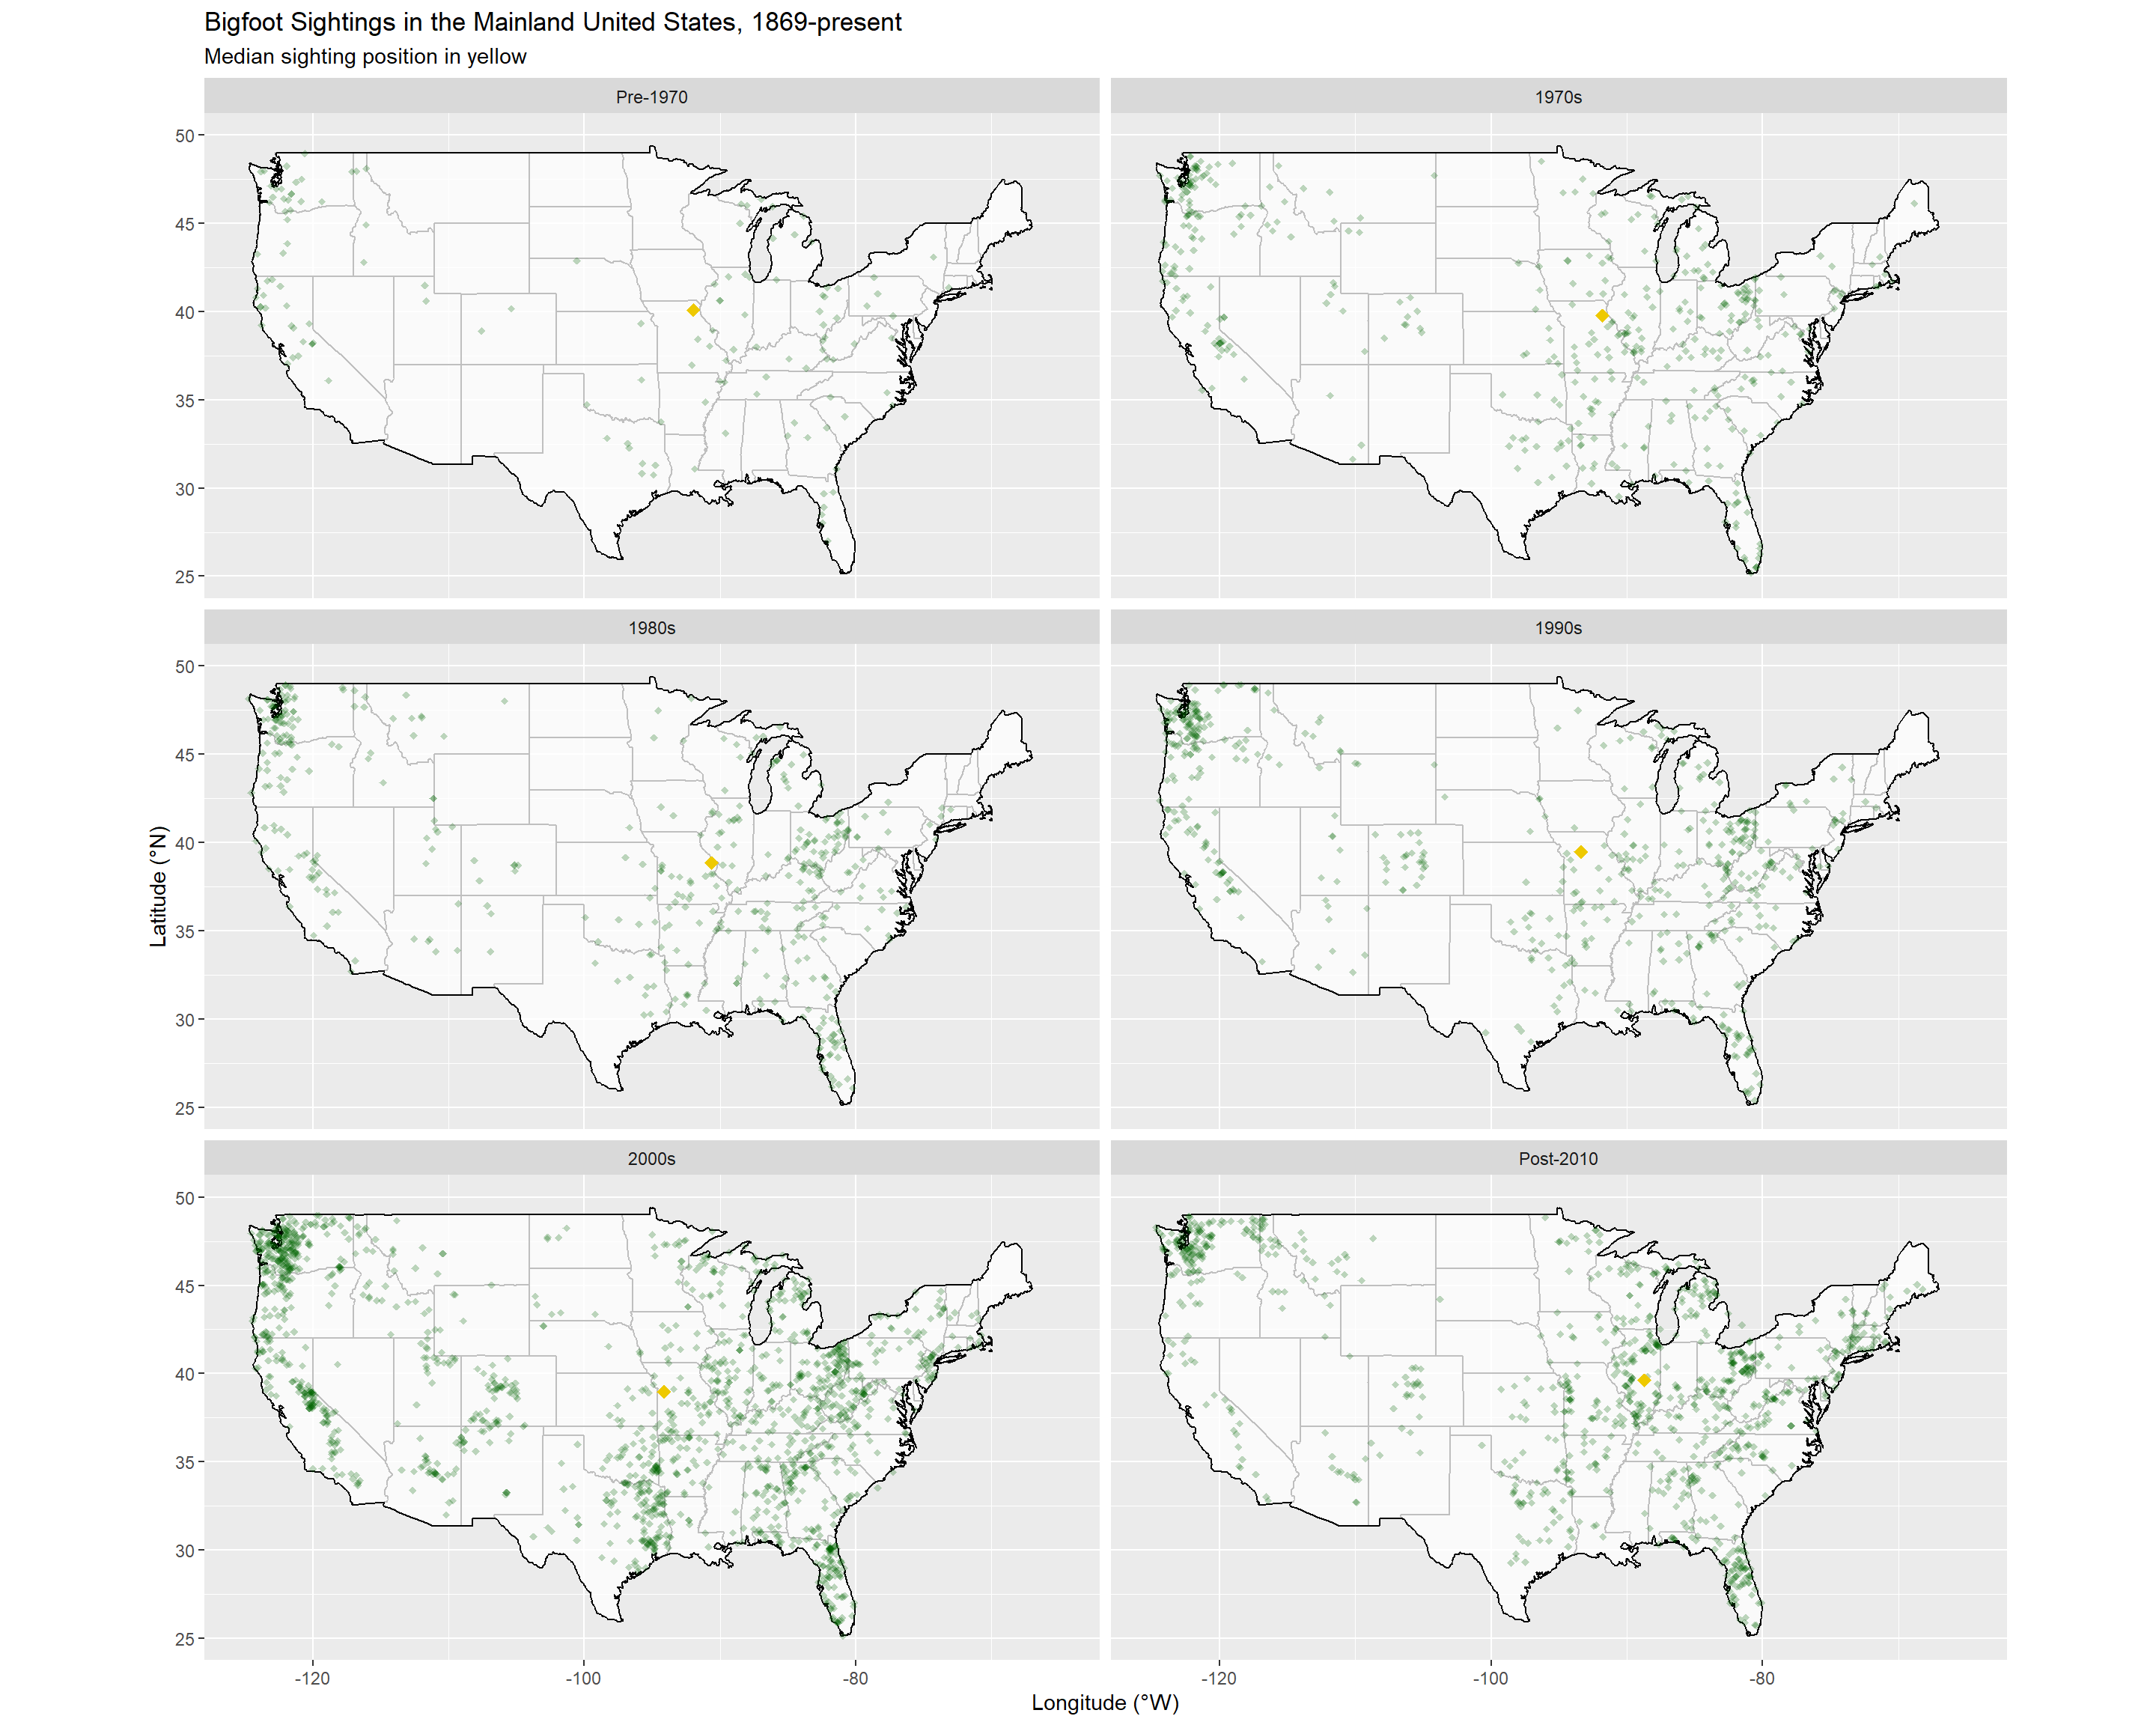 Bigfoot Sightings in the Mainland United States, 1869-present
Median sighting position in yellow
Pre-1970
1970s
50
45
40
35
30
25
1980s
1990s
50
45
40
35
30
25
Latitude (°N)
2000s
Post-2010
50
45
40
35
30
25
-120
-100
-80
-120
-100
-80
Longitude (°W)